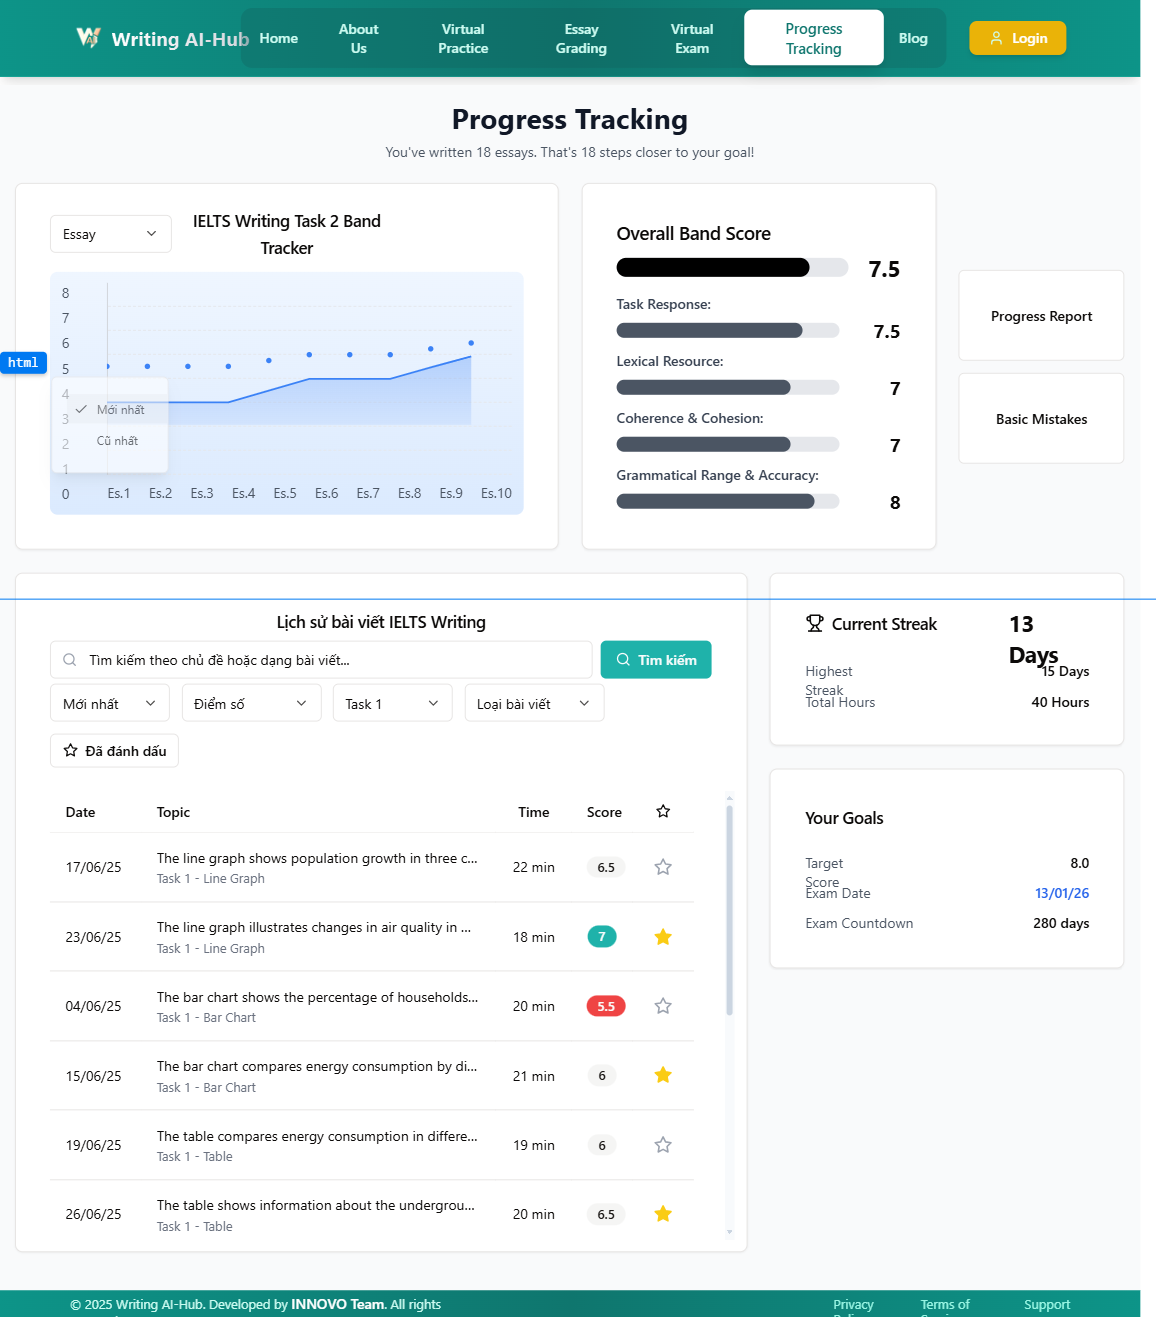 Writing AI-Hub
Home
About
Us
Virtual
Practice
Essay
Grading
Virtual
Exam
Progress
Tracking
Blog
Login
Progress Tracking
You've written 18 essays. That's 18 steps closer to your goal!
Essay
IELTS Writing Task 2 Band
Tracker
8
7
6
5
4
3
2
1
0
html
Mới nhất
Cũ nhất
Es.1 Es.2 Es.3 Es.4 Es.5 Es.6 Es.7 Es.8 Es.9 Es.10
Overall Band Score
7.5
Task Response:
7.5
Lexical Resource:
7
Coherence & Cohesion:
7
Grammatical Range & Accuracy:
8
Progress Report
Basic Mistakes
Lịch sử bài viết IELTS Writing
Tìm kiếm theo chủ đề hoặc dạng bài viết...
Tìm kiếm
Mới nhất
Điểm số
Task 1
Loại bài viết
Đã đánh dấu
Date Topic Time Score
17/06/25 The line graph shows population growth in three c... 22 min 6.5
Task 1 - Line Graph
23/06/25 The line graph illustrates changes in air quality in ... 18 min 7
Task 1 - Line Graph
04/06/25 The bar chart shows the percentage of households... 20 min 5.5
Task 1 - Bar Chart
15/06/25 The bar chart compares energy consumption by di... 21 min 6
Task 1 - Bar Chart
19/06/25 The table compares energy consumption in differe... 19 min 6
Task 1 - Table
26/06/25 The table shows information about the undergrou... 20 min 6.5
Task 1 - Table
Current Streak
13
Days
Highest
Streak
15 Days
Total Hours
40 Hours
Your Goals
Target
Score
8.0
Exam Date
13/01/26
Exam Countdown
280 days
© 2025 Writing AI-Hub. Developed by INNOVO Team. All rights
Privacy
Terms of
Support